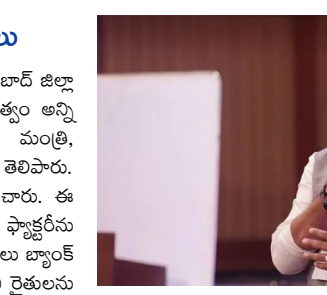 లు
బాద్ జిల్లా
త్వం అన్ని
మంత్రి,
తెలిపారు.
చారు. ఈ
ఫ్యాక్టరీను
లు బ్యాంక్
రైతులను